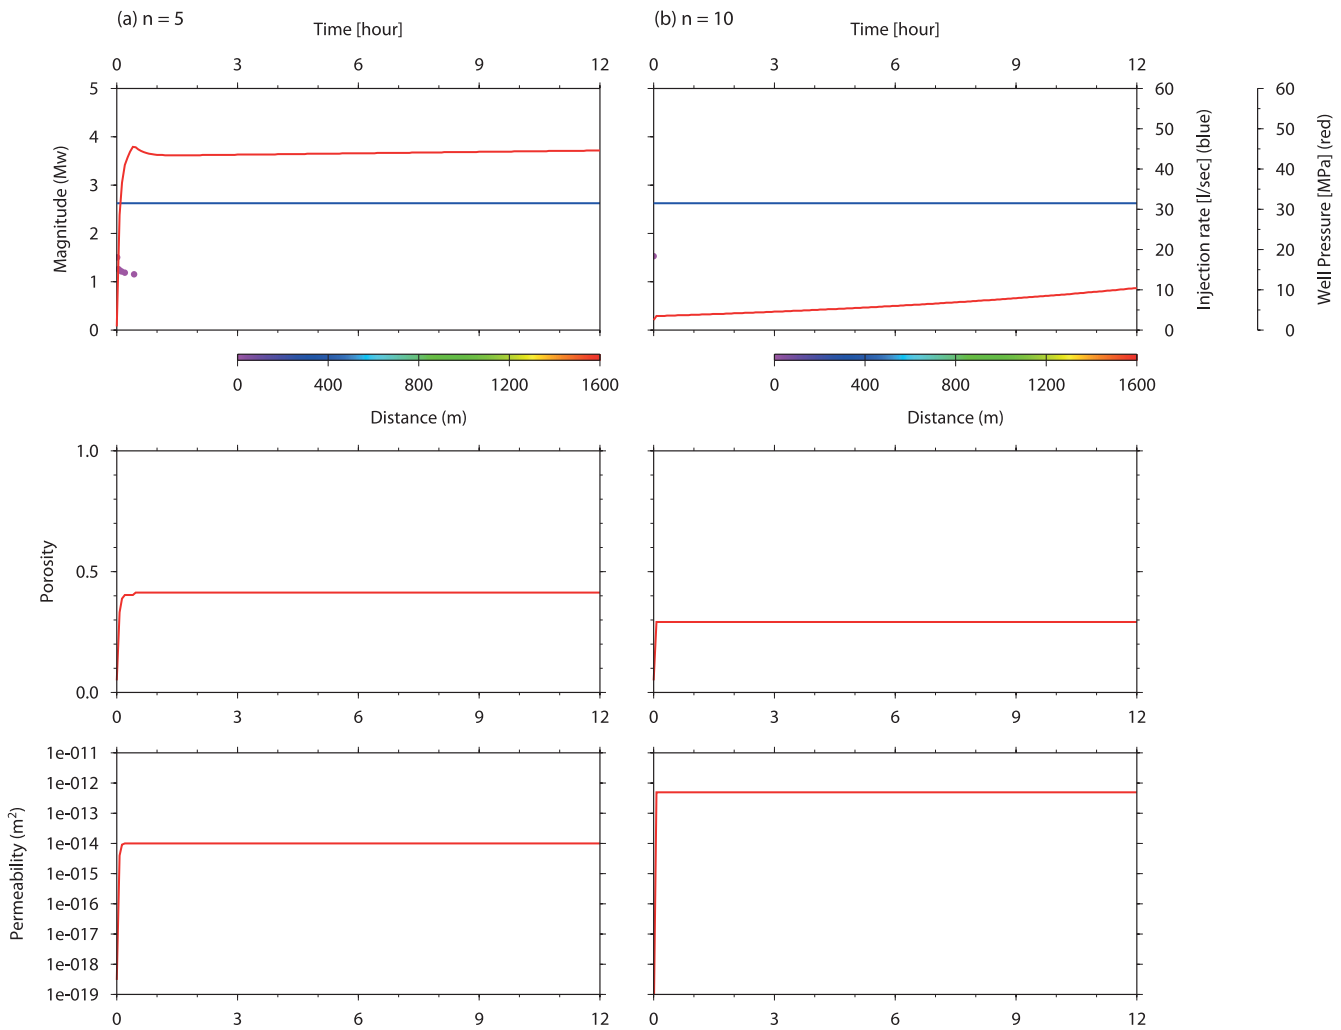 (a) n = 5
(b) n = 10
Time [hour]
Time [hour]
0 3 6 9 12
0 3 6 9 12
5
4
3
2
1
0
Magnitude (Mw)
60
50
40
30
20
10
0
Injection rate [l/sec] (blue)
60
50
40
30
20
10
0
Well Pressure [MPa] (red)
0 400 800 1200 1600
Distance (m)
0 400 800 1200 1600
Distance (m)
1.0
0.5
0.0
Porosity
0 3 6 9 12
0 3 6 9 12
1e-011
1e-012
1e-013
1e-014
1e-015
1e-016
1e-017
1e-018
1e-019
Permeability (m²)
0 3 6 9 12
0 3 6 9 12